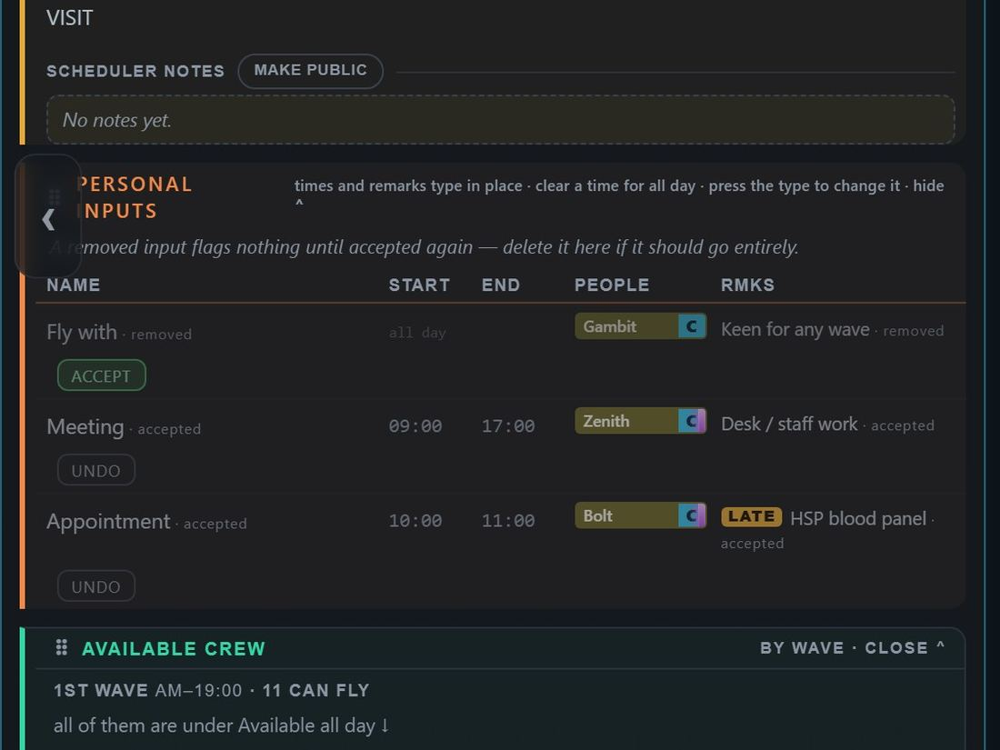 VISIT
SCHEDULER NOTES MAKE PUBLIC
No notes yet.
PERSONAL INPUTS
times and remarks type in place · clear a time for all day · press the type to change it · hide ^
A removed input flags nothing until accepted again — delete it here if it should go entirely.
NAME START END PEOPLE RMKS
Fly with · removed all day Gambit C Keen for any wave · removed
ACCEPT
Meeting · accepted 09:00 17:00 Zenith C Desk / staff work · accepted
UNDO
Appointment · accepted 10:00 11:00 Bolt C LATE HSP blood panel · accepted
UNDO
AVAILABLE CREW BY WAVE · CLOSE ^
1ST WAVE AM–19:00 · 11 CAN FLY
all of them are under Available all day ↓